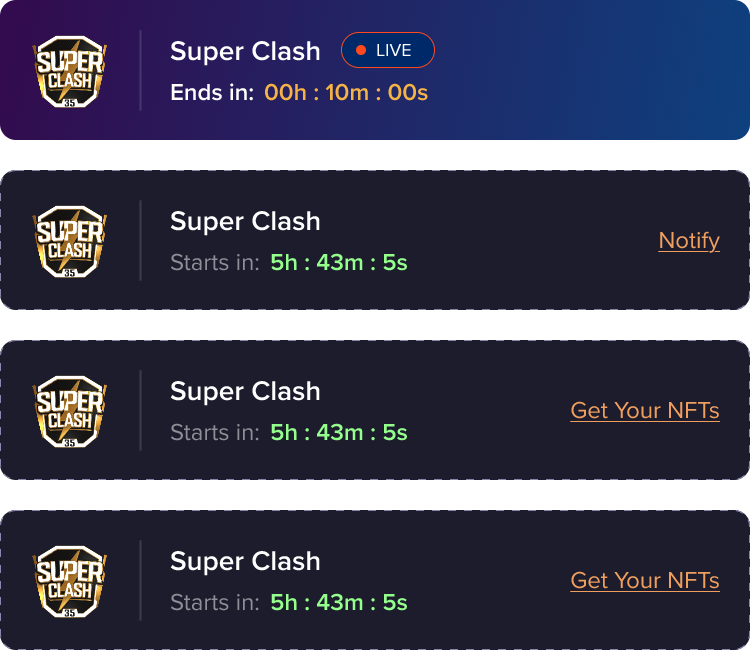 SUPER
CLASH
35
Super Clash
LIVE
Ends in: 00h : 10m : 00s
SUPER
CLASH
35
Super Clash
Starts in: 5h : 43m : 5s
Notify
SUPER
CLASH
35
Super Clash
Starts in: 5h : 43m : 5s
Get Your NFTs
SUPER
CLASH
35
Super Clash
Starts in: 5h : 43m : 5s
Get Your NFTs